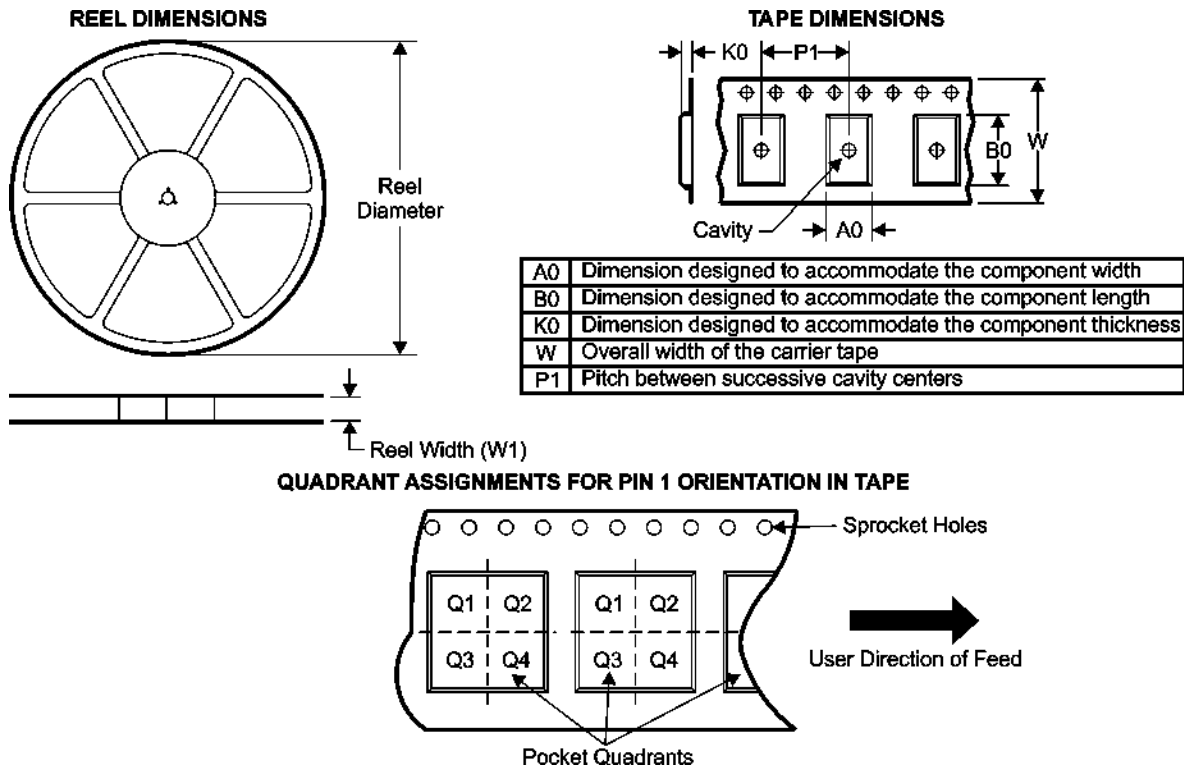 REEL DIMENSIONS
Reel
Diameter
Reel Width (W1)
TAPE DIMENSIONS
K0
P1
B0
W
Cavity
A0
A0 Dimension designed to accommodate the component width
B0 Dimension designed to accommodate the component length
K0 Dimension designed to accommodate the component thickness
W Overall width of the carrier tape
P1 Pitch between successive cavity centers
QUADRANT ASSIGNMENTS FOR PIN 1 ORIENTATION IN TAPE
Sprocket Holes
Q1 Q2 Q1 Q2
Q3 Q4 Q3 Q4
User Direction of Feed
Pocket Quadrants